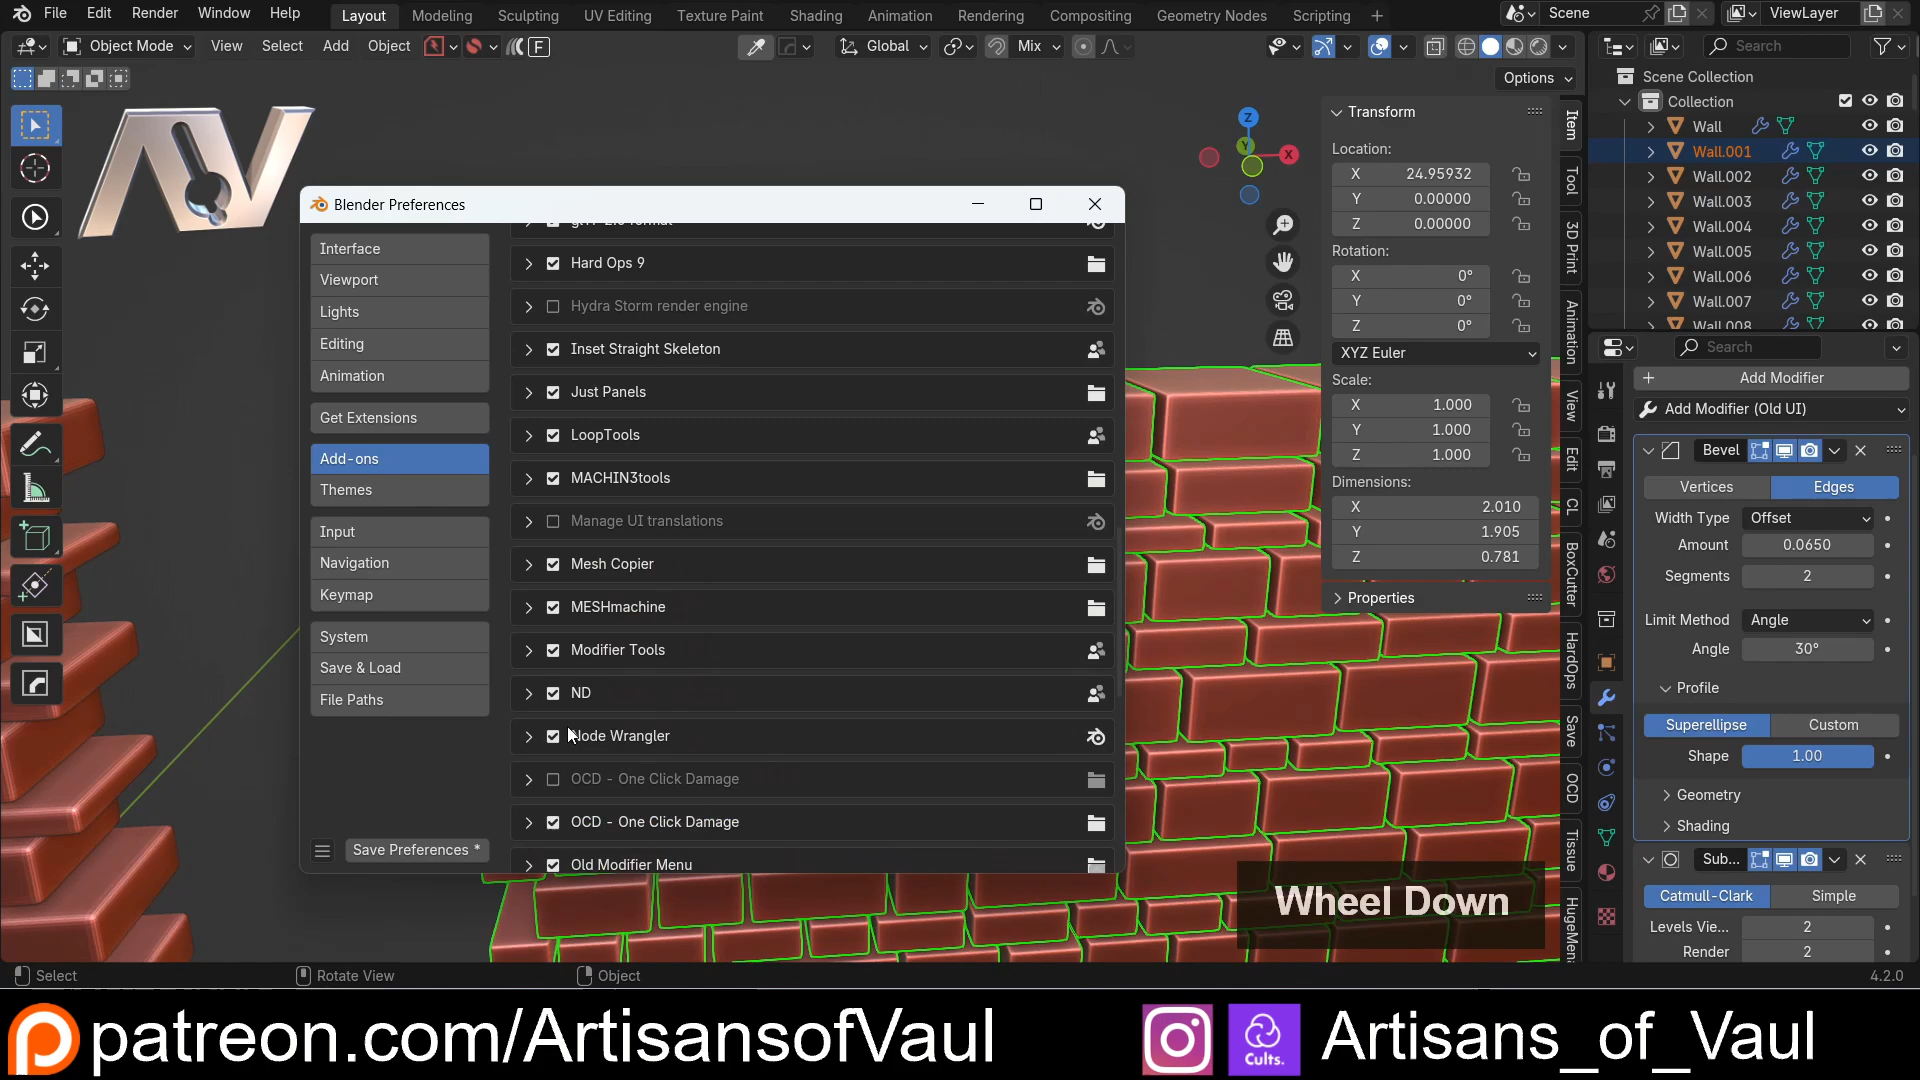 File Edit Render Window Help Layout Modeling Sculpting UV Editing Texture Paint Shading Animation Rendering Compositing Geometry Nodes Scripting + Scene ViewLayer
Object Mode View Select Add Object F Global Mix Search
Options
Scene Collection
Collection
Wall
Wall.001
Wall.002
Wall.003
Wall.004
Wall.005
Wall.006
Wall.007
Wall.008
AV
Z
Y
X
Transform
Location:
X 24.95932
Y 0.00000
Z 0.00000
Rotation:
X 0°
Y 0°
Z 0°
XYZ Euler
Scale:
X 1.000
Y 1.000
Z 1.000
Dimensions:
X 2.010
Y 1.905
Z 0.781
Properties
Item
Tool
3D Print
Animation
View
Edit
CL
BoxCutter
HardOps
Save
OCD
Tissue
HugeMena
Blender Preferences
Interface
Viewport
Lights
Editing
Animation
Get Extensions
Add-ons
Themes
Input
Navigation
Keymap
System
Save & Load
File Paths
Save Preferences *
glTF 2.0 format
Hard Ops 9
Hydra Storm render engine
Inset Straight Skeleton
Just Panels
LoopTools
MACHIN3tools
Manage UI translations
Mesh Copier
MESHmachine
Modifier Tools
ND
Node Wrangler
OCD - One Click Damage
OCD - One Click Damage
Old Modifier Menu
Search
Add Modifier
Add Modifier (Old UI)
Bevel
Vertices Edges
Width Type Offset
Amount 0.0650
Segments 2
Limit Method Angle
Angle 30°
Profile
Superellipse Custom
Shape 1.00
Geometry
Shading
Sub...
Catmull-Clark Simple
Levels Vie... 2
Render 2
Wheel Down
Select Rotate View Object 4.2.0
patreon.com/ArtisansofVaul Cults. Artisans_of_Vaul